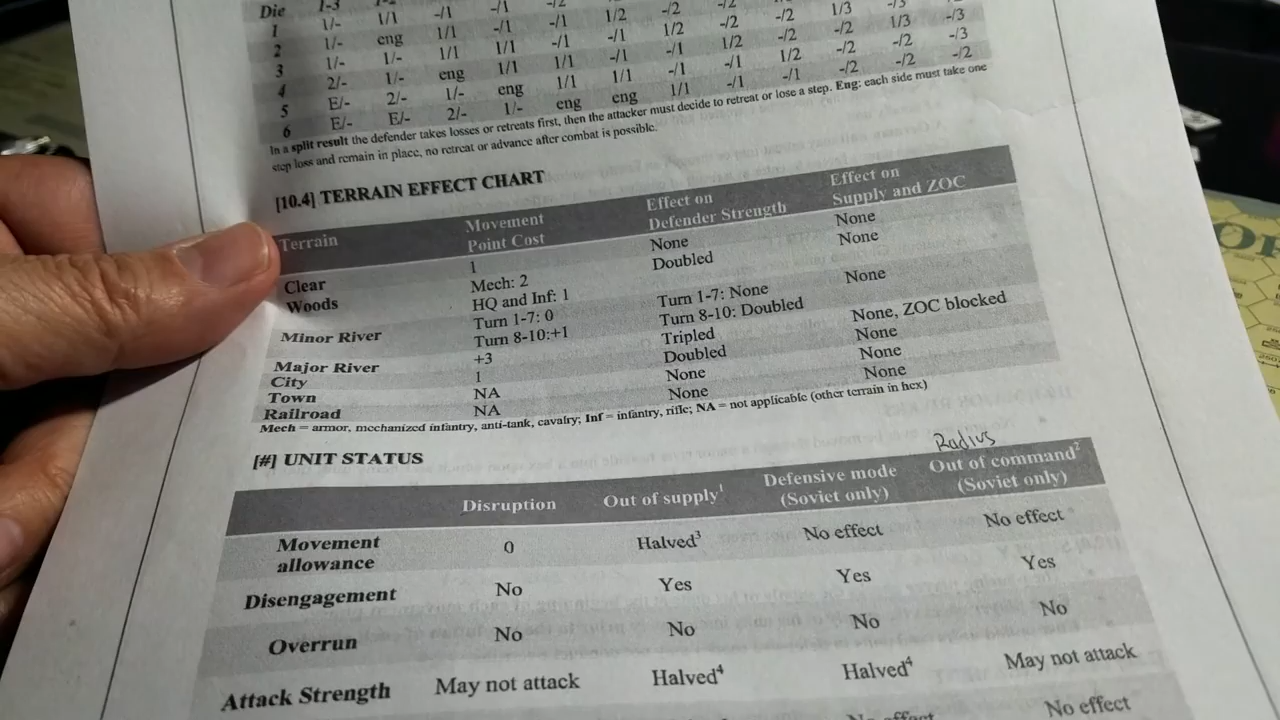 Die 1-3
1 1/- 1/1 -/1 -/1 -/2
2 1/- eng 1/1 -/1 -/1 1/2 -/2 -/2 -/2 1/3 -/3
3 1/- 1/- 1/1 1/1 -/1 -/1 1/2 -/2 -/2 -/2 1/3 -/3
4 2/- 1/- eng 1/1 1/1 -/1 -/1 1/2 1/2 -/2 -/2 -/3
5 E/- 2/- 1/- eng 1/1 1/1 -/1 -/1 -/1 -/2 -/2 -/2
6 E/- E/- 2/- 1/- eng eng 1/1 -/1
In a split result the defender takes losses or retreats first, then the attacker must decide to retreat or lose a step. Eng: each side must take one
step loss and remain in place, no retreat or advance after combat is possible.
[10.4] TERRAIN EFFECT CHART
Terrain Movement Point Cost Effect on Defender Strength Effect on Supply and ZOC
Clear 1 None None
Woods Mech: 2 Doubled None
HQ and Inf: 1
Minor River Turn 1-7: 0 Turn 1-7: None None
Turn 8-10:+1 Turn 8-10: Doubled
Major River +3 Tripled None, ZOC blocked
City 1 Doubled None
Town NA None None
Railroad NA None None
Mech = armor, mechanized infantry, anti-tank, cavalry; Inf = infantry, rifle; NA = not applicable (other terrain in hex)
[#] UNIT STATUS
Radius
Disruption Out of supply¹ Defensive mode (Soviet only) Out of command² (Soviet only)
Movement allowance 0 Halved³ No effect No effect
Disengagement No Yes Yes Yes
Overrun No No No No
Attack Strength May not attack Halved⁴ Halved⁴ May not attack
No effect No effect